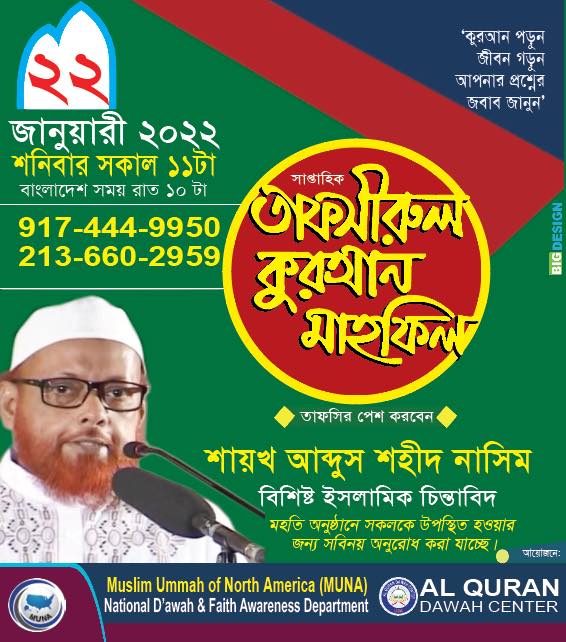 ২২
জানুয়ারী ২০২২
শনিবার সকাল ১১টা
বাংলাদেশ সময় রাত ১০ টা
917-444-9950
213-660-2959
‘কুরআন পড়ুন
জীবন গড়ুন
আপনার প্রশ্নের
জবাব জানুন’
BIGDESIGN
সাপ্তাহিক
তাফসীরুল
কুরআন
মাহফিল
তাফসির পেশ করবেন
শায়খ আব্দুস শহীদ নাসিম
বিশিষ্ট ইসলামিক চিন্তাবিদ
মহতি অনুষ্ঠানে সকলকে উপস্থিত হওয়ার
জন্য সবিনয় অনুরোধ করা যাচ্ছে।
আয়োজনে:
MUNA
Muslim Ummah of North America (MUNA)
National D'awah & Faith Awareness Department
AL QURAN
DAWAH CENTER